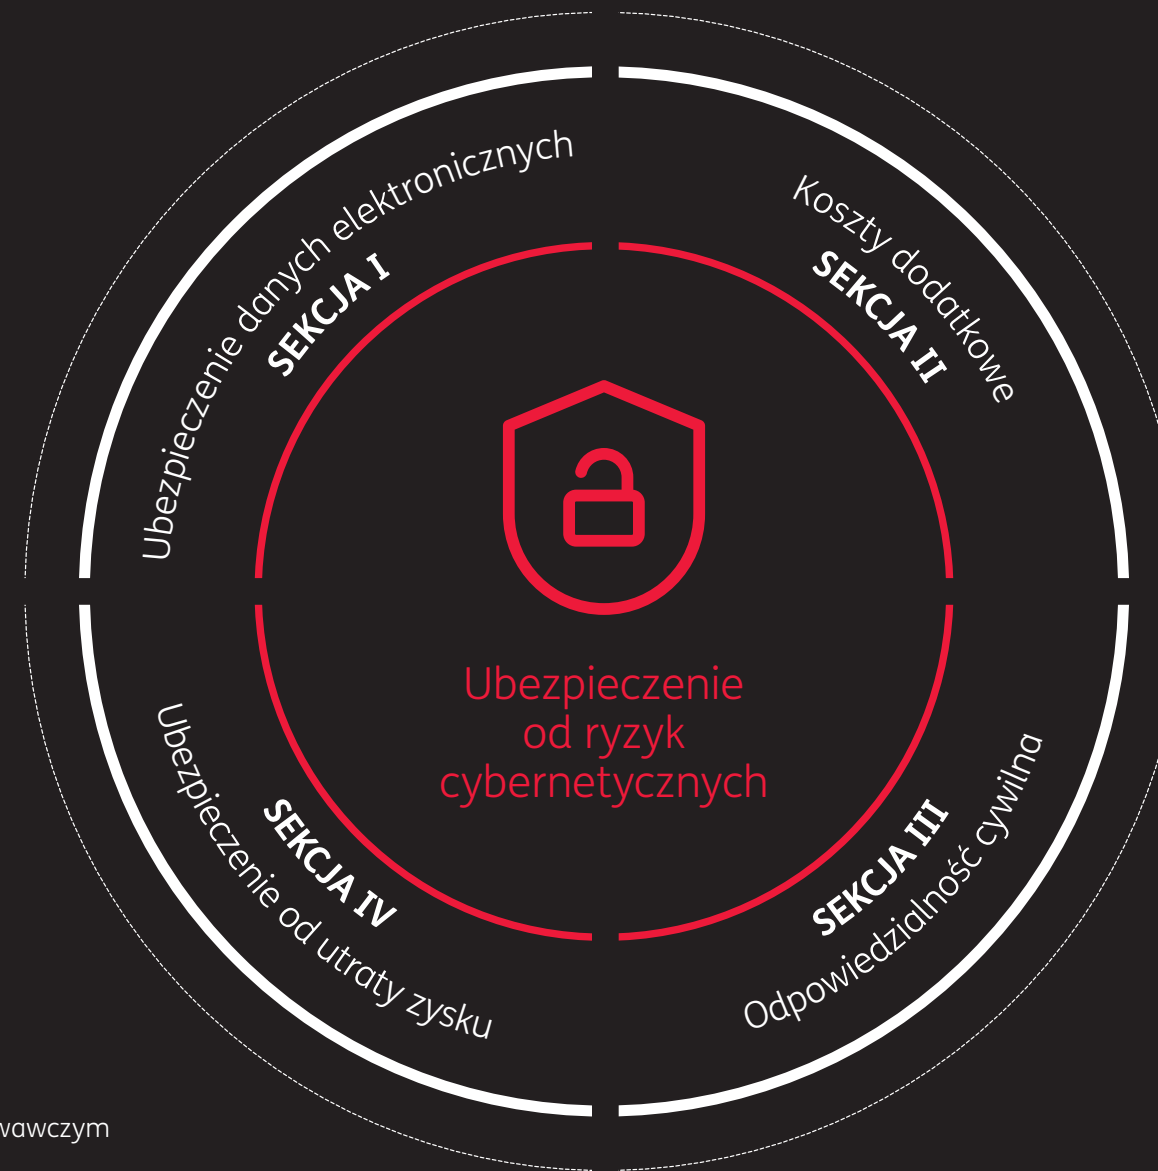 Ubezpieczenie danych elektronicznych
SEKCJA I
Koszty dodatkowe
SEKCJA II
Ubezpieczenie
od ryzyk
cybernetycznych
SEKCJA IV
Ubezpieczenie od utraty zysku
SEKCJA III
Odpowiedzialność cywilna